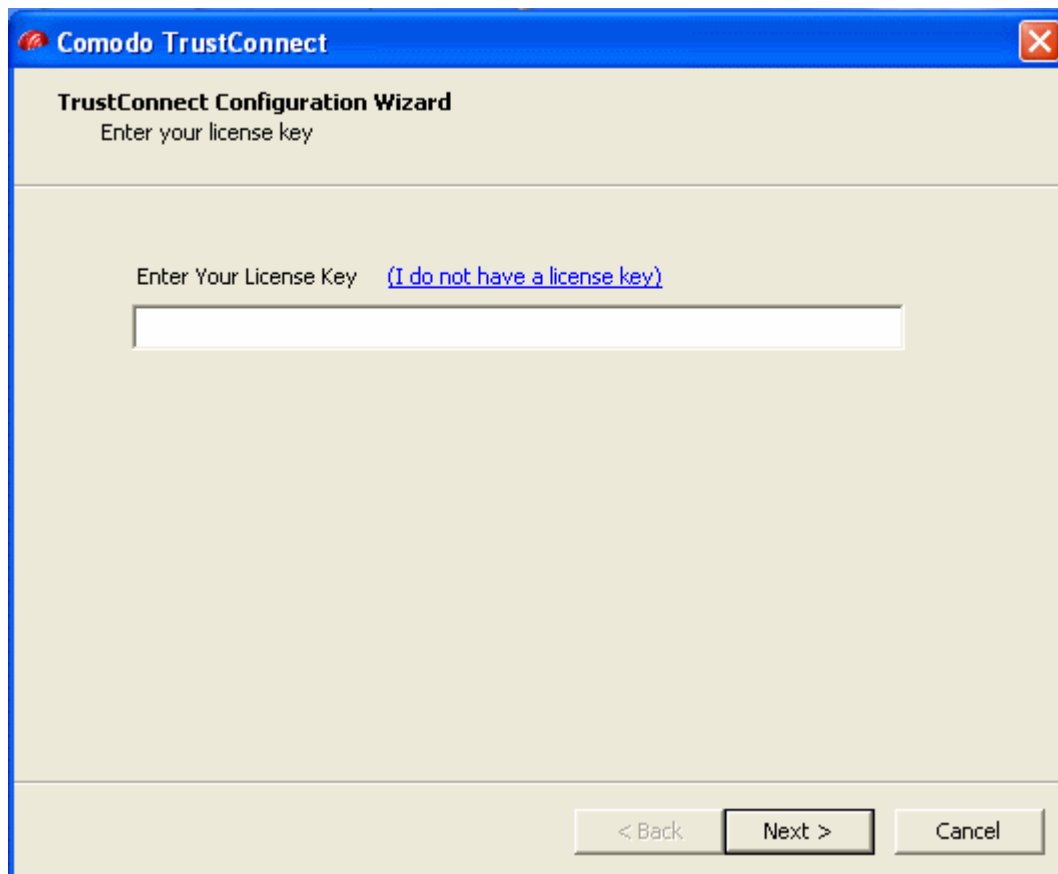 Comodo TrustConnect
TrustConnect Configuration Wizard
Enter your license key
Enter Your License Key (I do not have a license key)
< Back Next > Cancel